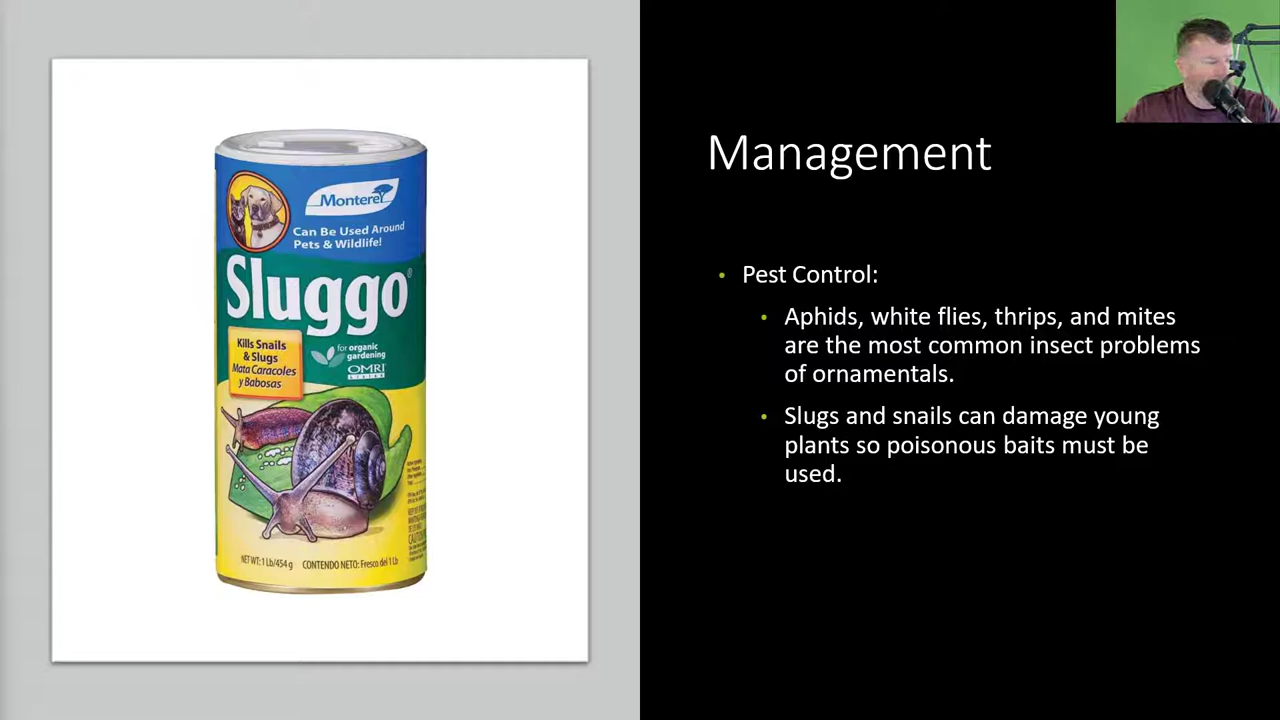 Monterey
Can Be Used Around
Pets & Wildlife!
Sluggo®
Kills Snails
& Slugs
Mata Caracoles
y Babosas
for organic
gardening
OMRI
LISTED
NET WT: 1 Lb/454 g CONTENIDO NETO: Fresco del 1 Lb
Management
• Pest Control:
• Aphids, white flies, thrips, and mites
are the most common insect problems
of ornamentals.
• Slugs and snails can damage young
plants so poisonous baits must be
used.